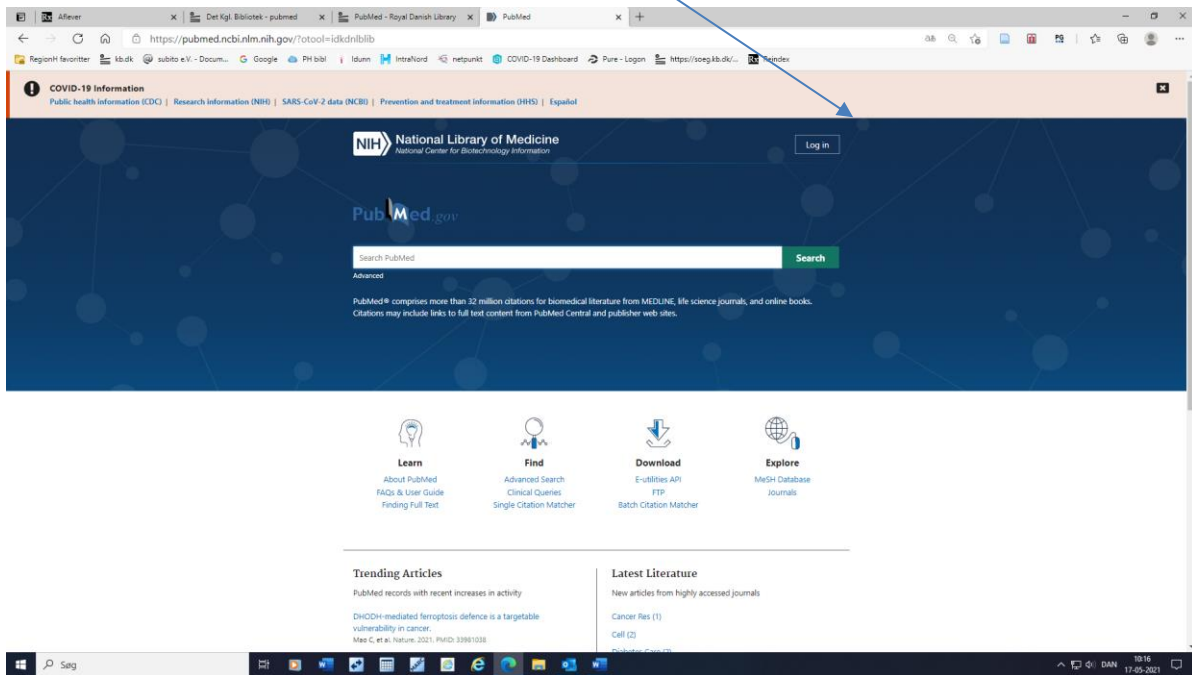 Aflever
Det Kgl. Bibliotek - pubmed
PubMed - Royal Danish Library
PubMed
https://pubmed.ncbi.nlm.nih.gov/?otool=idkdnlblib
RegionH favoritter kb.dk subito e.V. - Docum... Google PH bibl Idunn IntraNord netpunkt COVID-19 Dashboard Pure - Logon https://soeg.kb.dk/... Reindex
COVID-19 Information
Public health information (CDC) | Research information (NIH) | SARS-CoV-2 data (NCBI) | Prevention and treatment information (HHS) | Español
NIH National Library of Medicine
National Center for Biotechnology Information
Log in
PubMed.gov
Search PubMed
Search
Advanced
PubMed® comprises more than 32 million citations for biomedical literature from MEDLINE, life science journals, and online books.
Citations may include links to full text content from PubMed Central and publisher web sites.
Learn
About PubMed
FAQs & User Guide
Finding Full Text
Find
Advanced Search
Clinical Queries
Single Citation Matcher
Download
E-utilities API
FTP
Batch Citation Matcher
Explore
MeSH Database
Journals
Trending Articles
PubMed records with recent increases in activity
DHODH-mediated ferroptosis defence is a targetable
vulnerability in cancer.
Mao C, et al. Nature. 2021. PMID: 33981038
Latest Literature
New articles from highly accessed journals
Cancer Res (1)
Cell (2)
Søg
DAN
10:16
17-05-2021